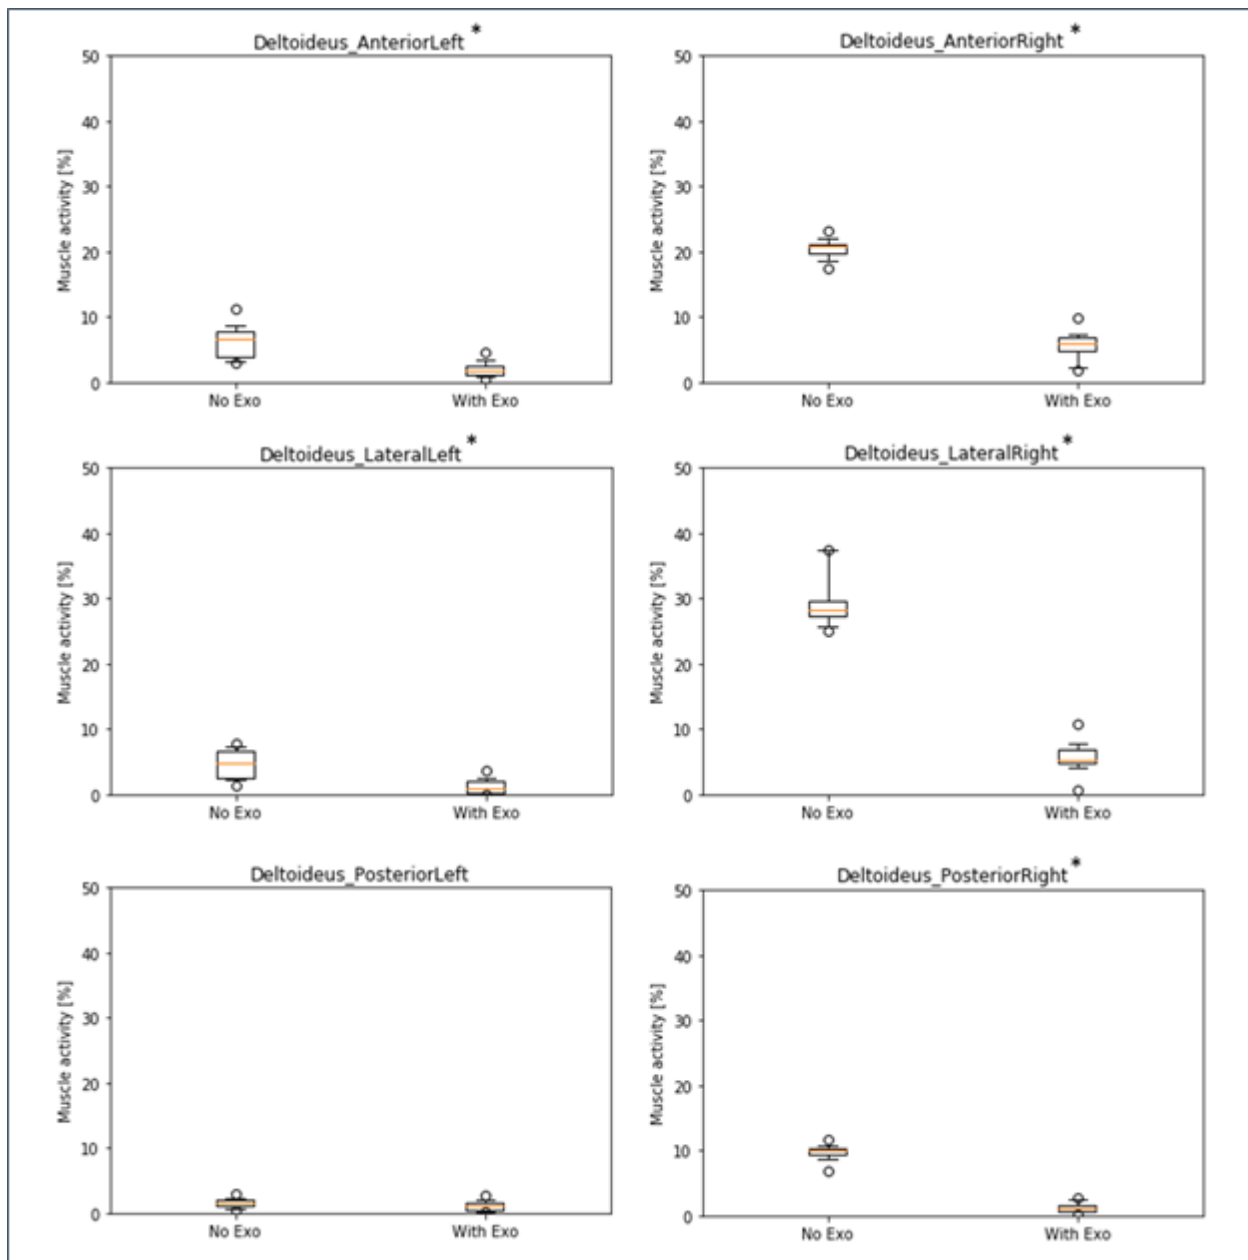 Deltoideus_AnteriorLeft *
50
40
30
20
10
0
Muscle activity [%]
No Exo With Exo
Deltoideus_AnteriorRight *
50
40
30
20
10
0
Muscle activity [%]
No Exo With Exo
Deltoideus_LateralLeft *
50
40
30
20
10
0
Muscle activity [%]
No Exo With Exo
Deltoideus_LateralRight *
50
40
30
20
10
0
Muscle activity [%]
No Exo With Exo
Deltoideus_PosteriorLeft
50
40
30
20
10
0
Muscle activity [%]
No Exo With Exo
Deltoideus_PosteriorRight *
50
40
30
20
10
0
Muscle activity [%]
No Exo With Exo